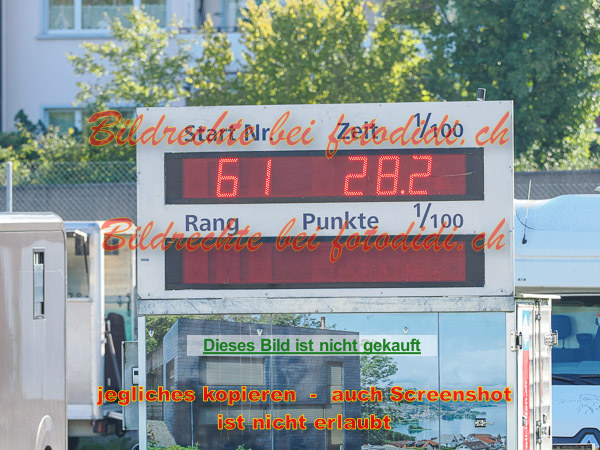 Bildrechte bei fotodidi.ch
Start Nr. Zeit 1/100
61 28.2
Rang Punkte 1/100
Bildrechte bei fotodidi.ch
Dieses Bild ist nicht gekauft
jegliches kopieren - auch Screenshot
ist nicht erlaubt